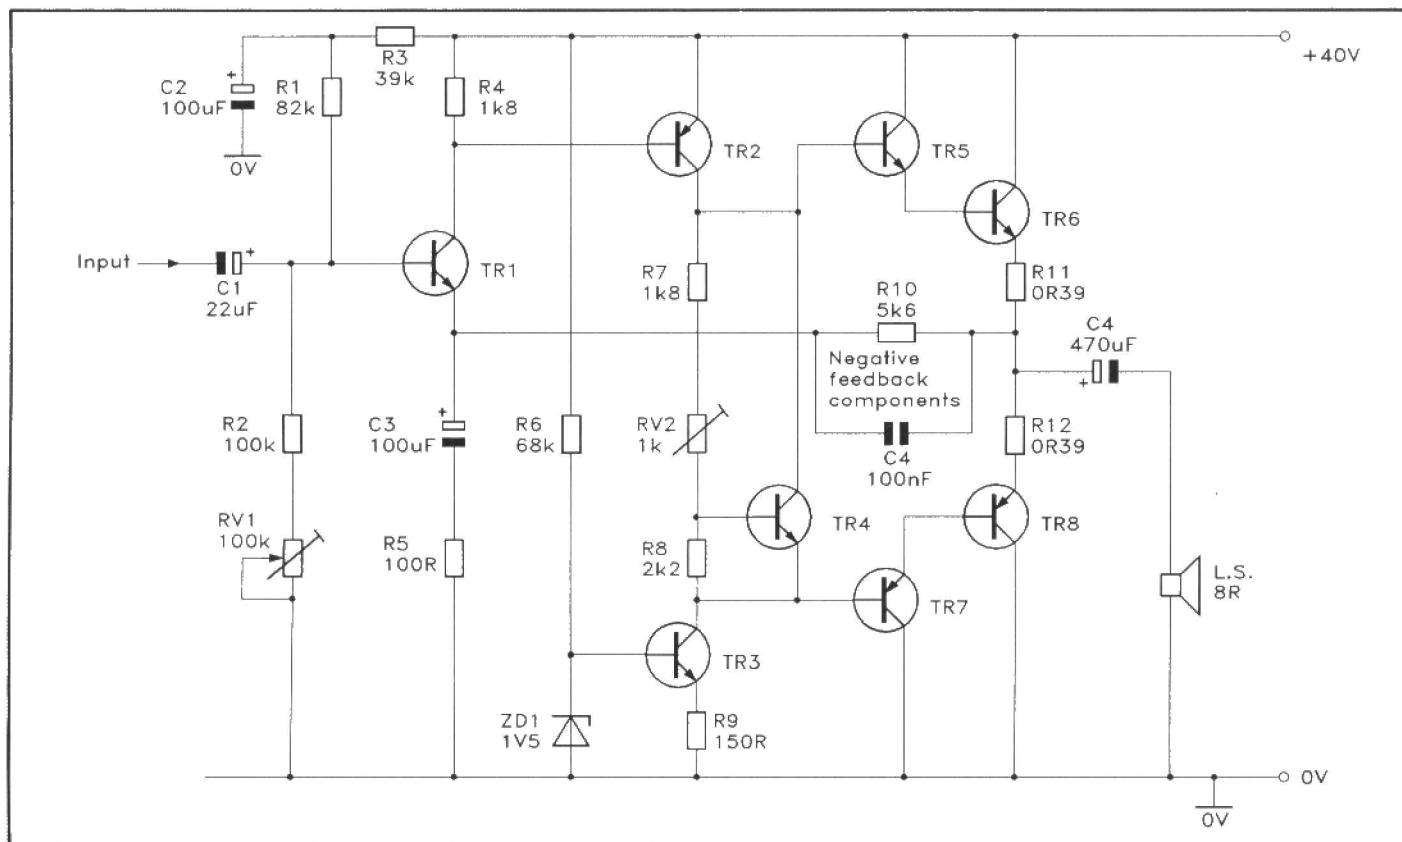 +40V
R3
39k
C2
100uF
+
R1
82k
R4
1k8
0V
TR2
TR5
TR6
Input
+
C1
22uF
TR1
R7
1k8
R10
5k6
R11
0R39
C4
470uF
+
Negative
feedback
components
C4
100nF
R2
100k
+
C3
100uF
R6
68k
RV2
1k
R12
0R39
RV1
100k
R5
100R
R8
2k2
TR4
TR8
TR7
L.S.
8R
TR3
ZD1
1V5
R9
150R
0V
0V